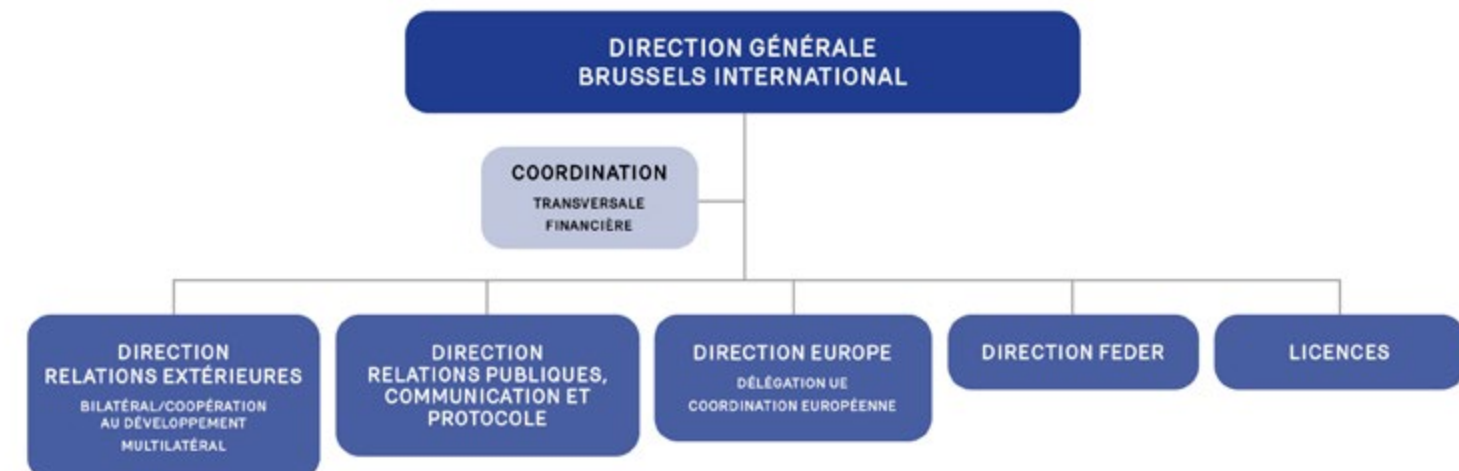 DIRECTION GÉNÉRALE
BRUSSELS INTERNATIONAL
COORDINATION
TRANSVERSALE
FINANCIÈRE
DIRECTION
RELATIONS EXTÉRIEURES
BILATÉRAL/COOPÉRATION
AU DÉVELOPPEMENT
MULTILATÉRAL
DIRECTION
RELATIONS PUBLIQUES,
COMMUNICATION ET
PROTOCOLE
DIRECTION EUROPE
DÉLÉGATION UE
COORDINATION EUROPÉENNE
DIRECTION FEDER
LICENCES